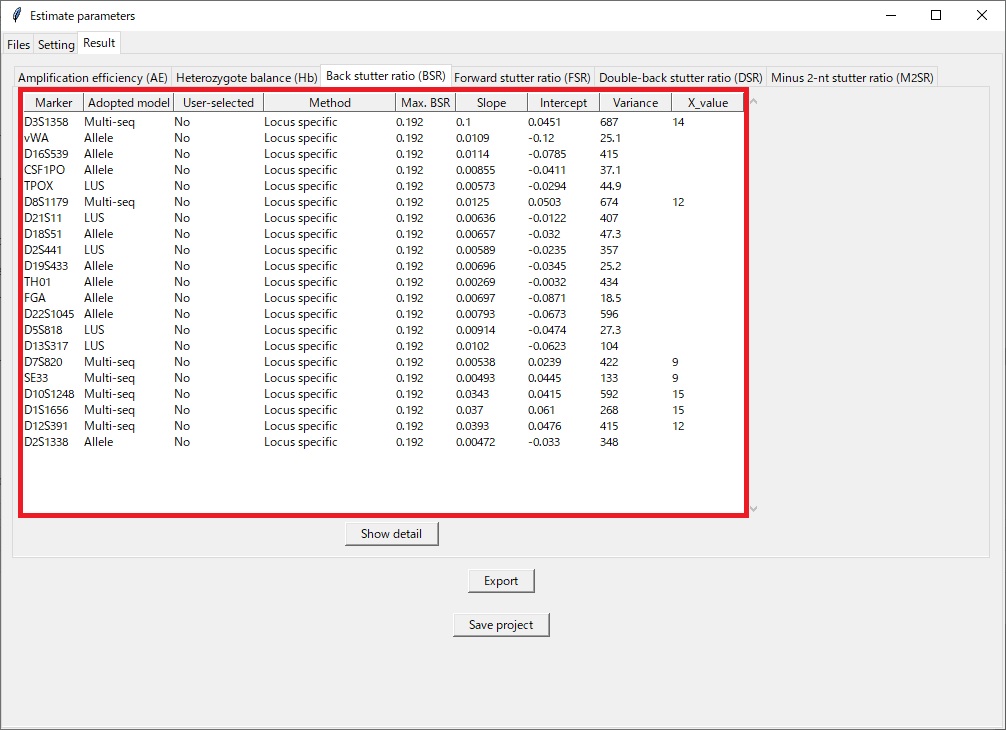 Estimate parameters
Files Setting Result
Amplification efficiency (AE) Heterozygote balance (Hb) Back stutter ratio (BSR) Forward stutter ratio (FSR) Double-back stutter ratio (DSR) Minus 2-nt stutter ratio (M2SR)
Marker Adopted model User-selected Method Max. BSR Slope Intercept Variance X_value
D3S1358 Multi-seq No Locus specific 0.192 0.1 0.0451 687 14
vWA Allele No Locus specific 0.192 0.0109 -0.12 25.1
D16S539 Allele No Locus specific 0.192 0.0114 -0.0785 415
CSF1PO Allele No Locus specific 0.192 0.00855 -0.0411 37.1
TPOX LUS No Locus specific 0.192 0.00573 -0.0294 44.9
D8S1179 Multi-seq No Locus specific 0.192 0.0125 0.0503 674 12
D21S11 LUS No Locus specific 0.192 0.00636 -0.0122 407
D18S51 Allele No Locus specific 0.192 0.00657 -0.032 47.3
D2S441 LUS No Locus specific 0.192 0.00589 -0.0235 357
D19S433 Allele No Locus specific 0.192 0.00696 -0.0345 25.2
TH01 Allele No Locus specific 0.192 0.00269 -0.0032 434
FGA Allele No Locus specific 0.192 0.00697 -0.0871 18.5
D22S1045 Allele No Locus specific 0.192 0.00793 -0.0673 596
D5S818 LUS No Locus specific 0.192 0.00914 -0.0474 27.3
D13S317 LUS No Locus specific 0.192 0.0102 -0.0623 104
D7S820 Multi-seq No Locus specific 0.192 0.00538 0.0239 422 9
SE33 Multi-seq No Locus specific 0.192 0.00493 0.0445 133 9
D10S1248 Multi-seq No Locus specific 0.192 0.0343 0.0415 592 15
D1S1656 Multi-seq No Locus specific 0.192 0.037 0.061 268 15
D12S391 Multi-seq No Locus specific 0.192 0.0393 0.0476 415 12
D2S1338 Allele No Locus specific 0.192 0.00472 -0.033 348
Show detail
Export
Save project